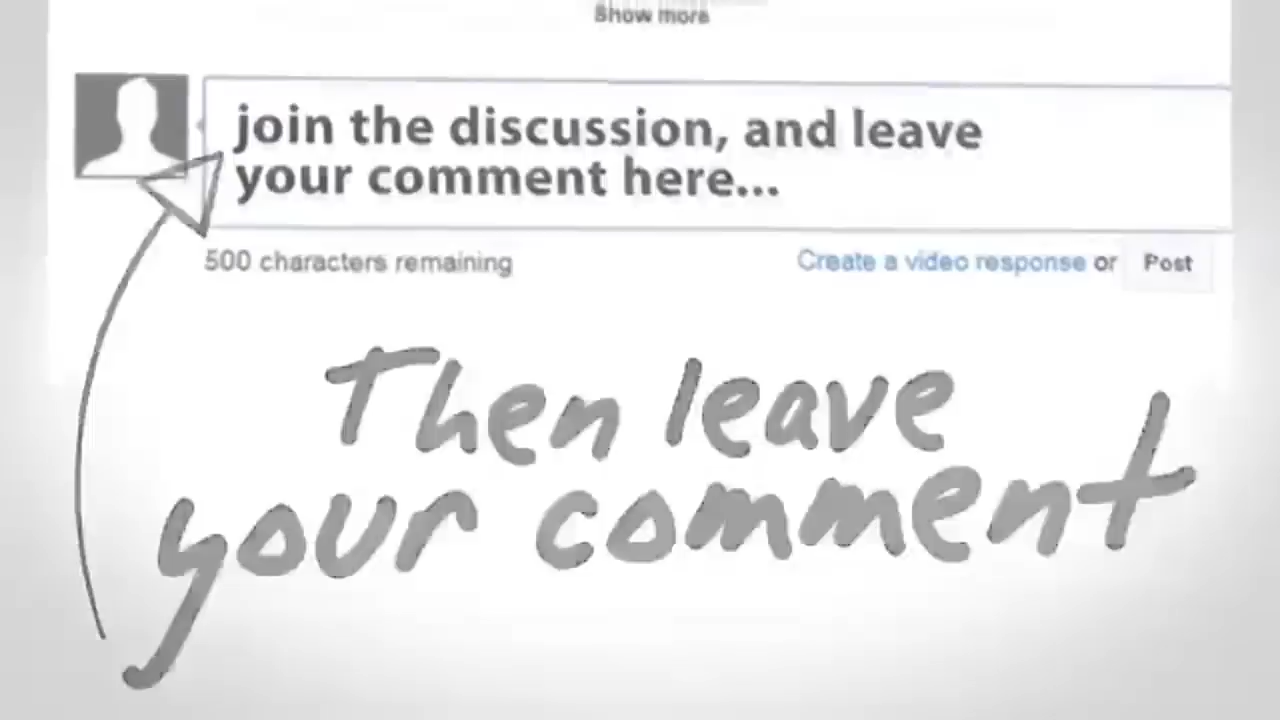 Show more
join the discussion, and leave
your comment here...
500 characters remaining
Create a video response or Post
Then leave
your comment